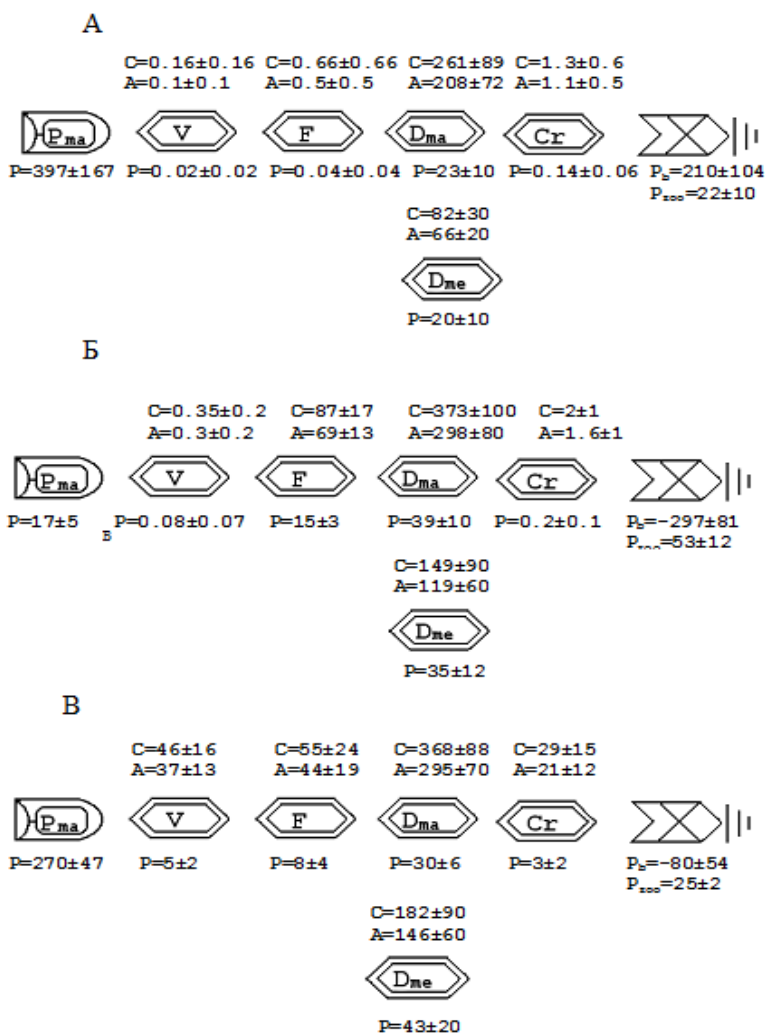 А
C=0.16±0.16 C=0.66±0.66 C=261±89 C=1.3±0.6
A=0.1±0.1 A=0.5±0.5 A=208±72 A=1.1±0.5
Pma V F Dma Cr
P=397±167 P=0.02±0.02 P=0.04±0.04 P=23±10 P=0.14±0.06 Pb=210±104
Pzoo=22±10
C=82±30
A=66±20
Dme
P=20±10
Б
C=0.35±0.2 C=87±17 C=373±100 C=2±1
A=0.3±0.2 A=69±13 A=298±80 A=1.6±1
Pma V F Dma Cr
P=17±5 В P=0.08±0.07 P=15±3 P=39±10 P=0.2±0.1 Pb=-297±81
Pzoo=53±12
C=149±90
A=119±60
Dme
P=35±12
В
C=46±16 C=55±24 C=368±88 C=29±15
A=37±13 A=44±19 A=295±70 A=21±12
Pma V F Dma Cr
P=270±47 P=5±2 P=8±4 P=30±6 P=3±2 Pb=-80±54
Pzoo=25±2
C=182±90
A=146±60
Dme
P=43±20